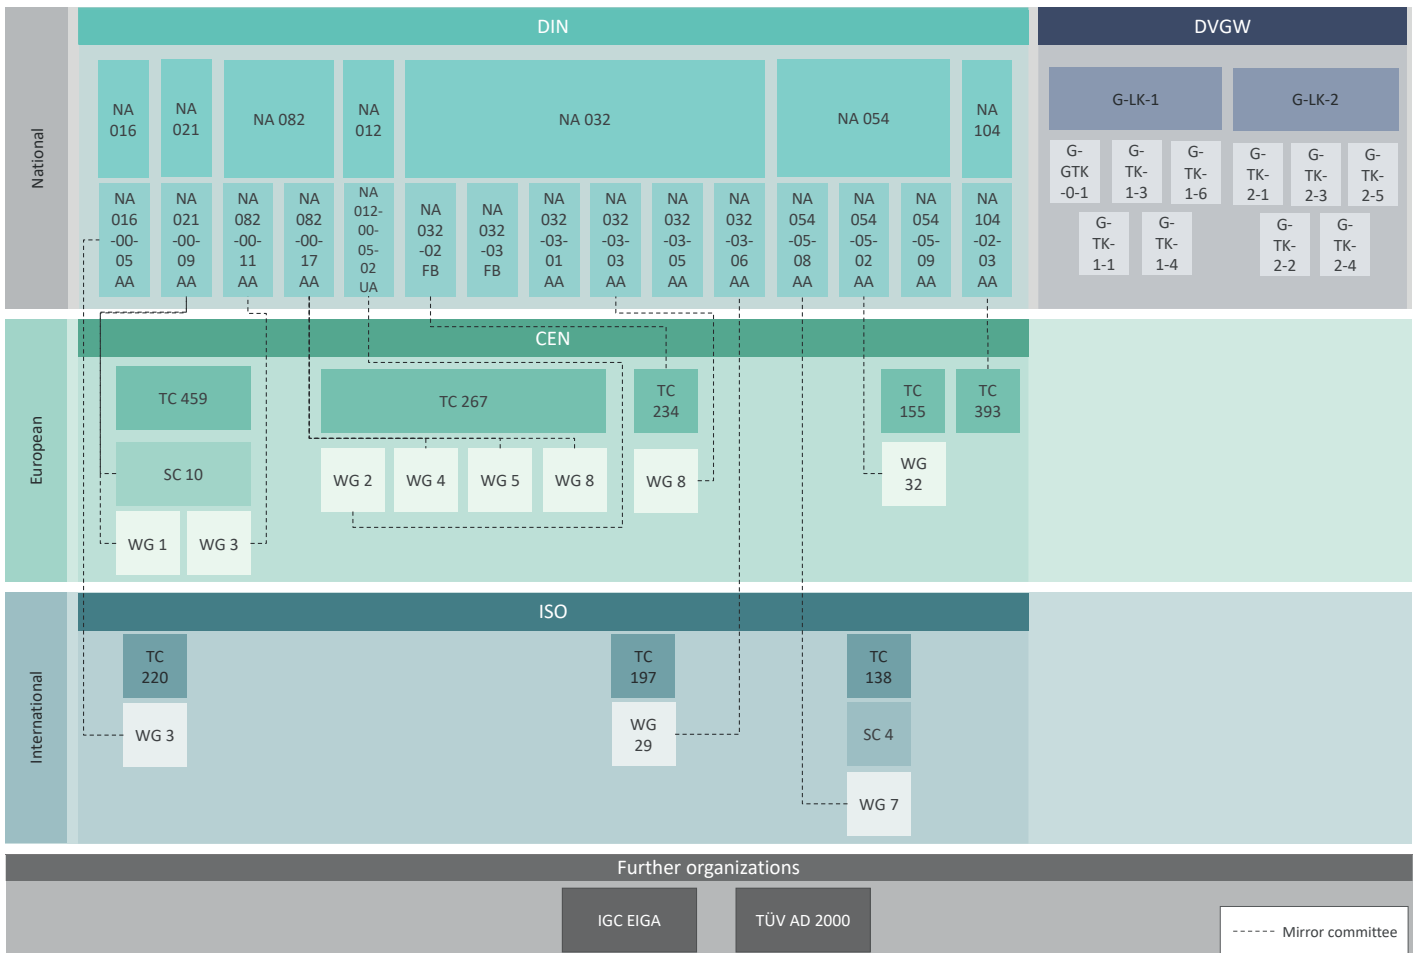 DIN
DVGW
National
NA
016
NA
021
NA 082
NA
012
NA 032
NA 054
NA
104
G-LK-1
G-LK-2
NA
016
-00-
05
AA
NA
021
-00-
09
AA
NA
082
-00-
11
AA
NA
082
-00-
17
AA
NA
012-
00-
05-
02
UA
NA
032
-02
FB
NA
032
-03
FB
NA
032
-03-
01
AA
NA
032
-03-
03
AA
NA
032
-03-
05
AA
NA
032
-03-
06
AA
NA
054
-05-
08
AA
NA
054
-05-
02
AA
NA
054
-05-
09
AA
NA
104
-02-
03
AA
G-
GTK
-0-1
G-
TK-
1-3
G-
TK-
1-6
G-
TK-
2-1
G-
TK-
2-3
G-
TK-
2-5
G-
TK-
1-1
G-
TK-
1-4
G-
TK-
2-2
G-
TK-
2-4
European
CEN
TC 459
TC 267
TC
234
TC
155
TC
393
SC 10
WG 2
WG 4
WG 5
WG 8
WG 8
WG
32
WG 1
WG 3
International
ISO
TC
220
TC
197
TC
138
WG 3
WG
29
SC 4
WG 7
Further organizations
IGC EIGA
TÜV AD 2000
Mirror committee